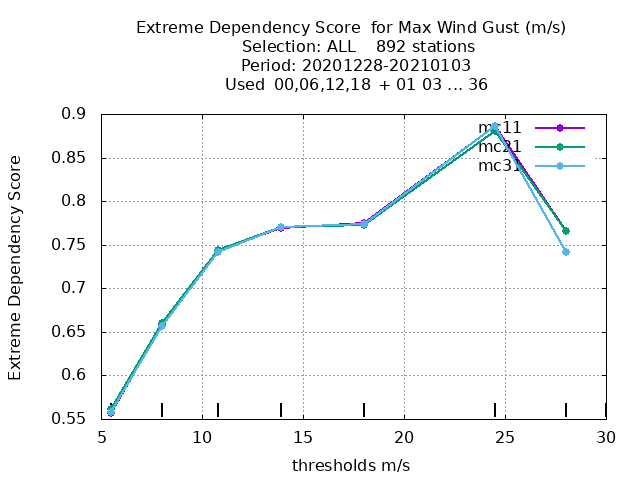 Extreme Dependency Score  for Max Wind Gust (m/s)
Selection: ALL    892 stations
Period: 20201228-20210103
Used  00,06,12,18  + 01 03 ... 36
Extreme Dependency Score
0.9
0.85
0.8
0.75
0.7
0.65
0.6
0.55
mc11
mc21
mc31
5
10
15
20
25
30
thresholds m/s